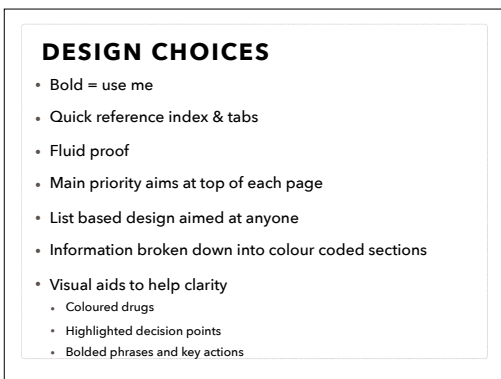 DESIGN CHOICES
• Bold = use me
• Quick reference index & tabs
• Fluid proof
• Main priority aims at top of each page
• List based design aimed at anyone
• Information broken down into colour coded sections
• Visual aids to help clarity
• Coloured drugs
• Highlighted decision points
• Bolded phrases and key actions